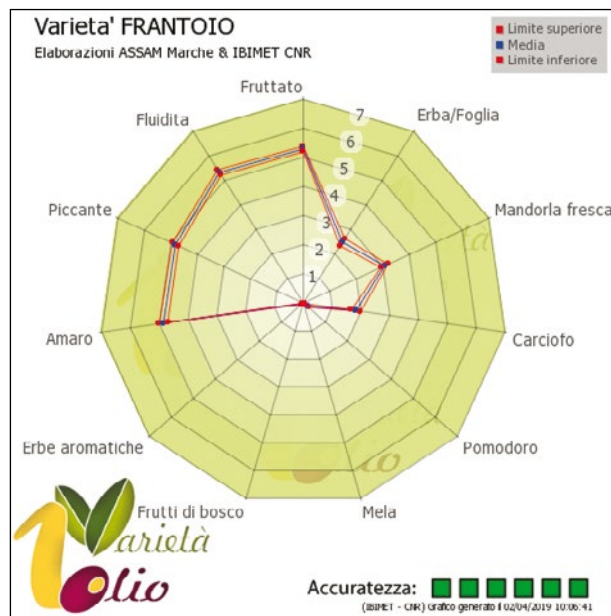 Varieta' FRANTOIO
Elaborazioni ASSAM Marche & IBIMET CNR
Limite superiore
Media
Limite inferiore
Fruttato
Fluidita
Erba/Foglia
Piccante
Mandorla fresca
Amaro
Carciofo
Erbe aromatiche
Pomodoro
Frutti di bosco
Mela
7
6
5
4
3
2
1
Varietà
Olio
Accuratezza:
(IBIMET - CNR) Grafico generato il 02/04/2019 10:06:41